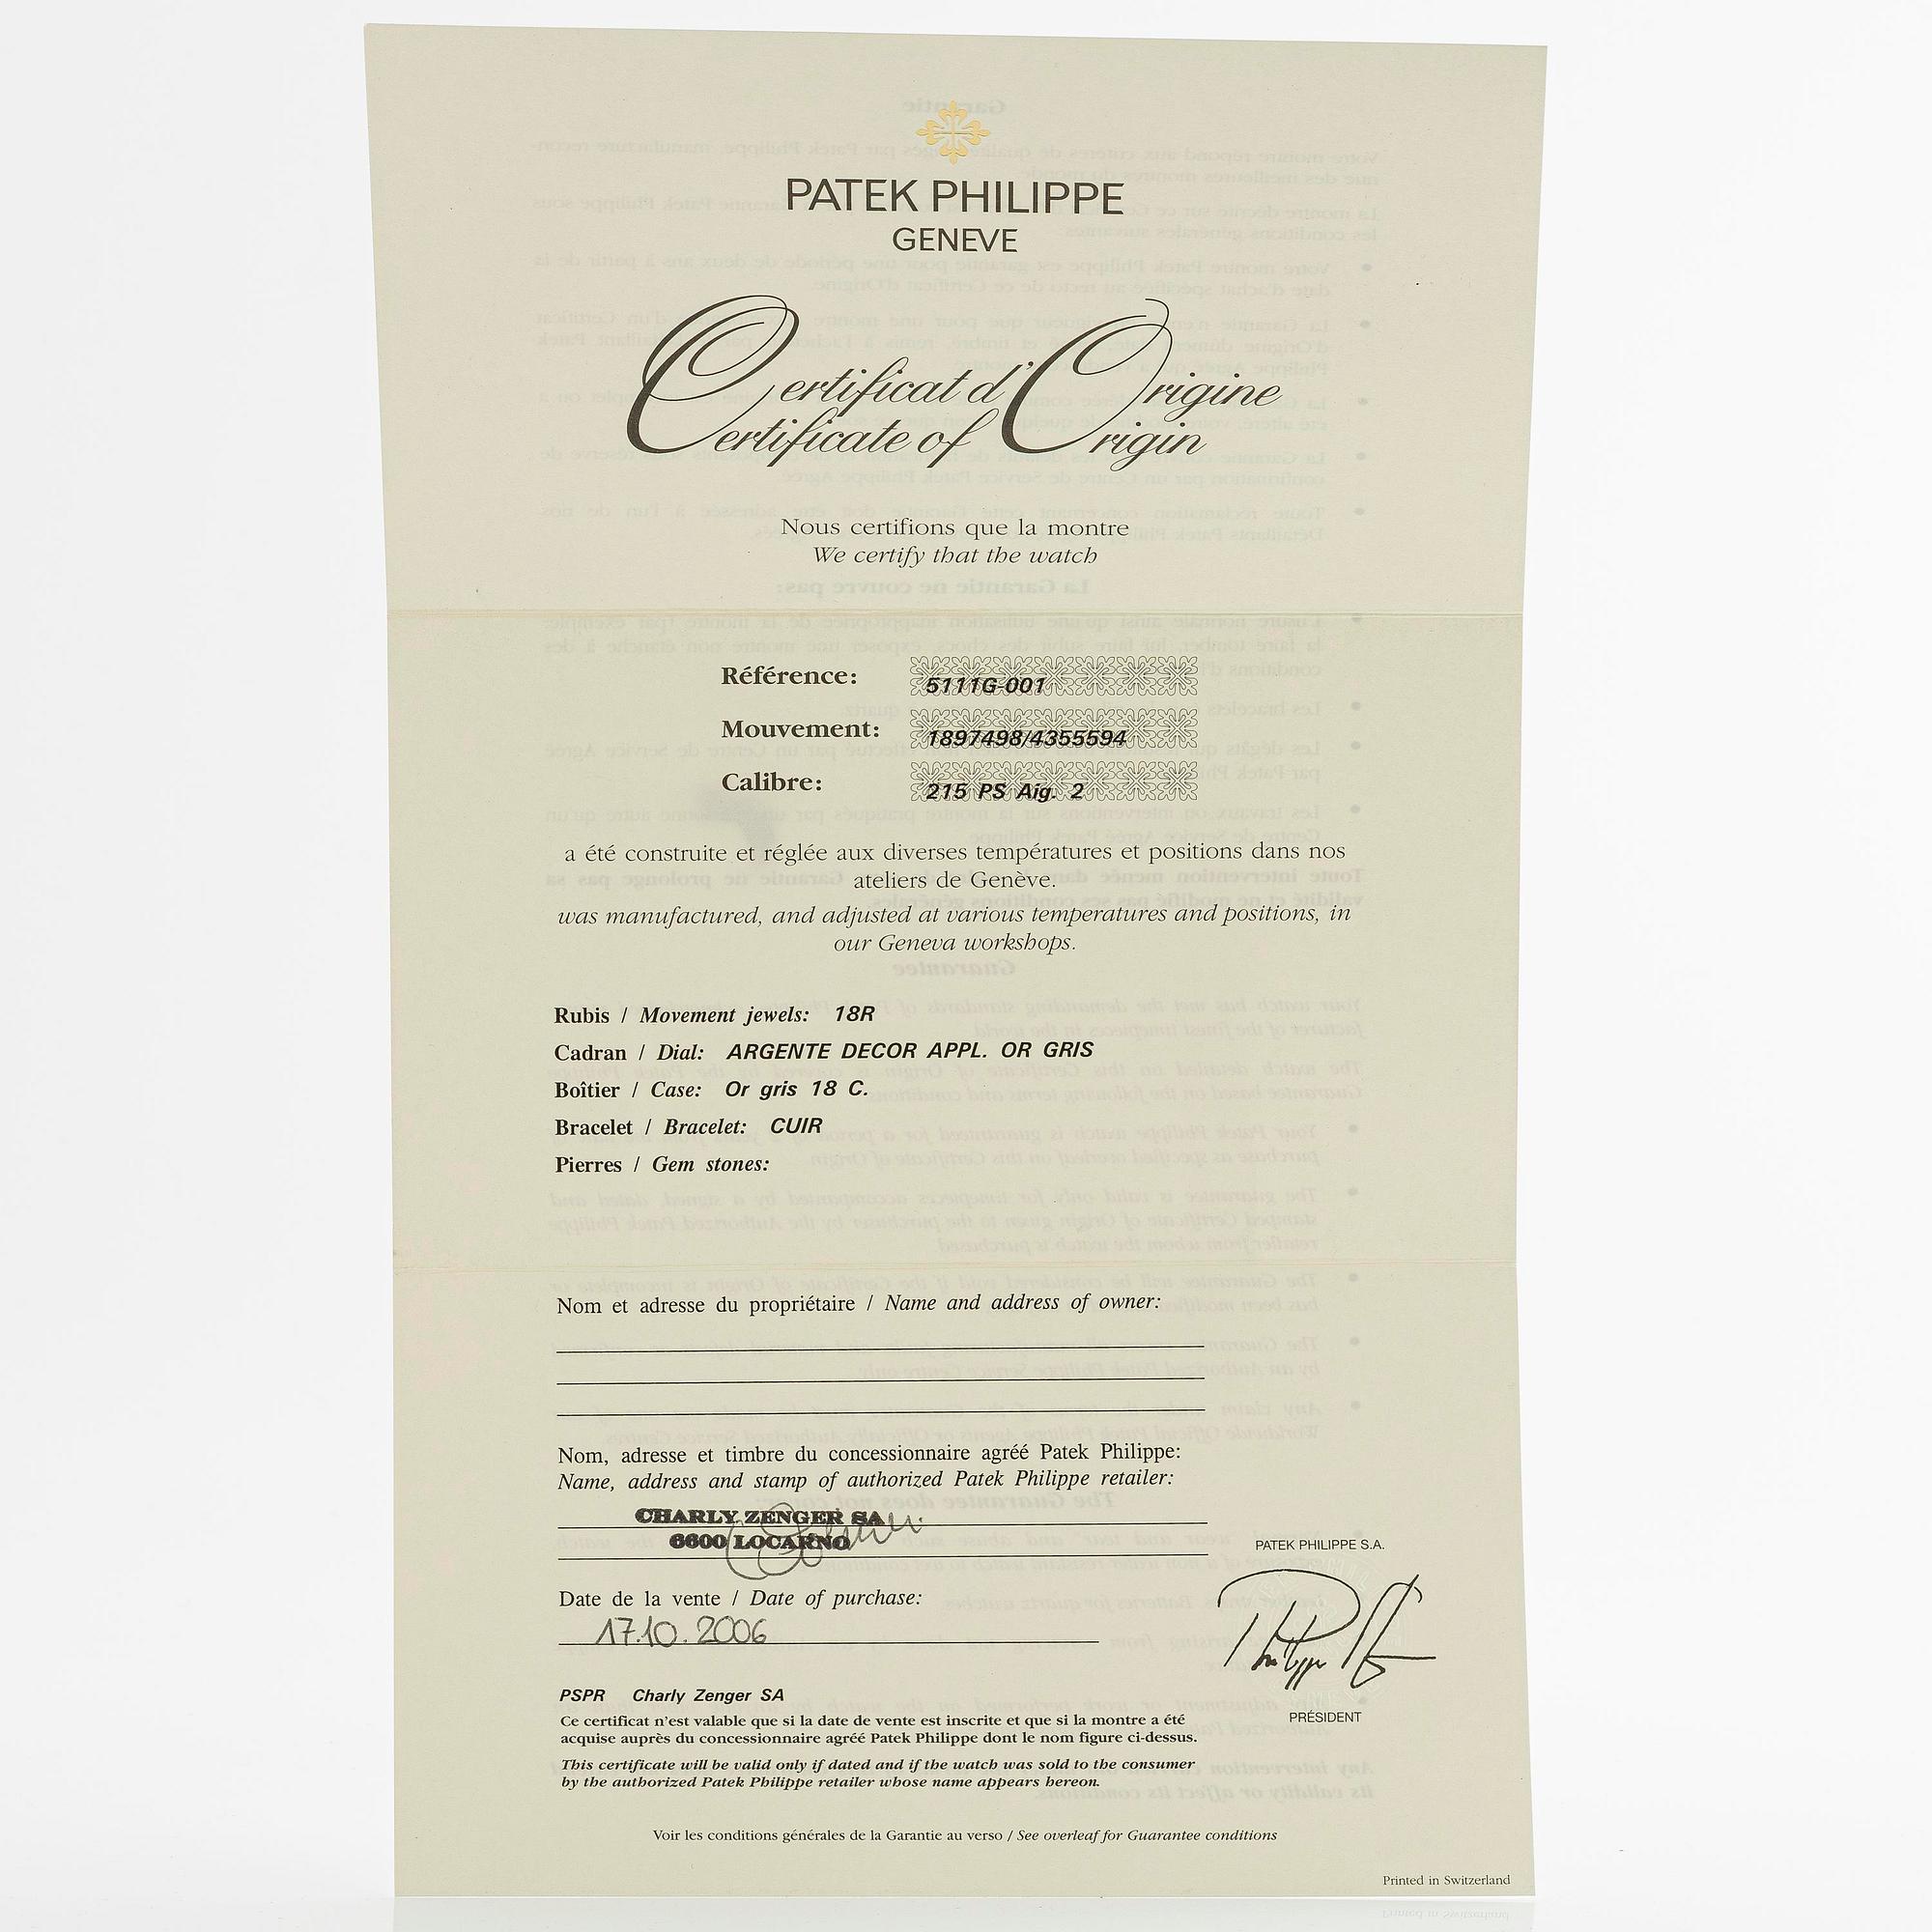 PATEK PHILIPPE
GENEVE
Certificat d'Origine
Certificate of Origin
Nous certifions que la montre
We certify that the watch
Référence: 5111G-001
Mouvement: 1897498/4355594
Calibre: 215 PS Aig. 2
a été construite et réglée aux diverses températures et positions dans nos
ateliers de Genève.
was manufactured, and adjusted at various temperatures and positions, in
our Geneva workshops.
Rubis / Movement jewels: 18R
Cadran / Dial: ARGENTE DECOR APPL. OR GRIS
Boîtier / Case: Or gris 18 C.
Bracelet / Bracelet: CUIR
Pierres / Gem stones:
Nom et adresse du propriétaire / Name and address of owner:
Nom, adresse et timbre du concessionnaire agréé Patek Philippe:
Name, address and stamp of authorized Patek Philippe retailer:
CHARLY ZENGER SA
6600 LOCARNO
PATEK PHILIPPE S.A.
Date de la vente / Date of purchase:
17.10.2006
PSPR Charly Zenger SA
PRÉSIDENT
Ce certificat n'est valable que si la date de vente est inscrite et que si la montre a été
acquise auprès du concessionnaire agréé Patek Philippe dont le nom figure ci-dessus.
This certificate will be valid only if dated and if the watch was sold to the consumer
by the authorized Patek Philippe retailer whose name appears hereon.
Voir les conditions générales de la Garantie au verso / See overleaf for Guarantee conditions
Printed in Switzerland